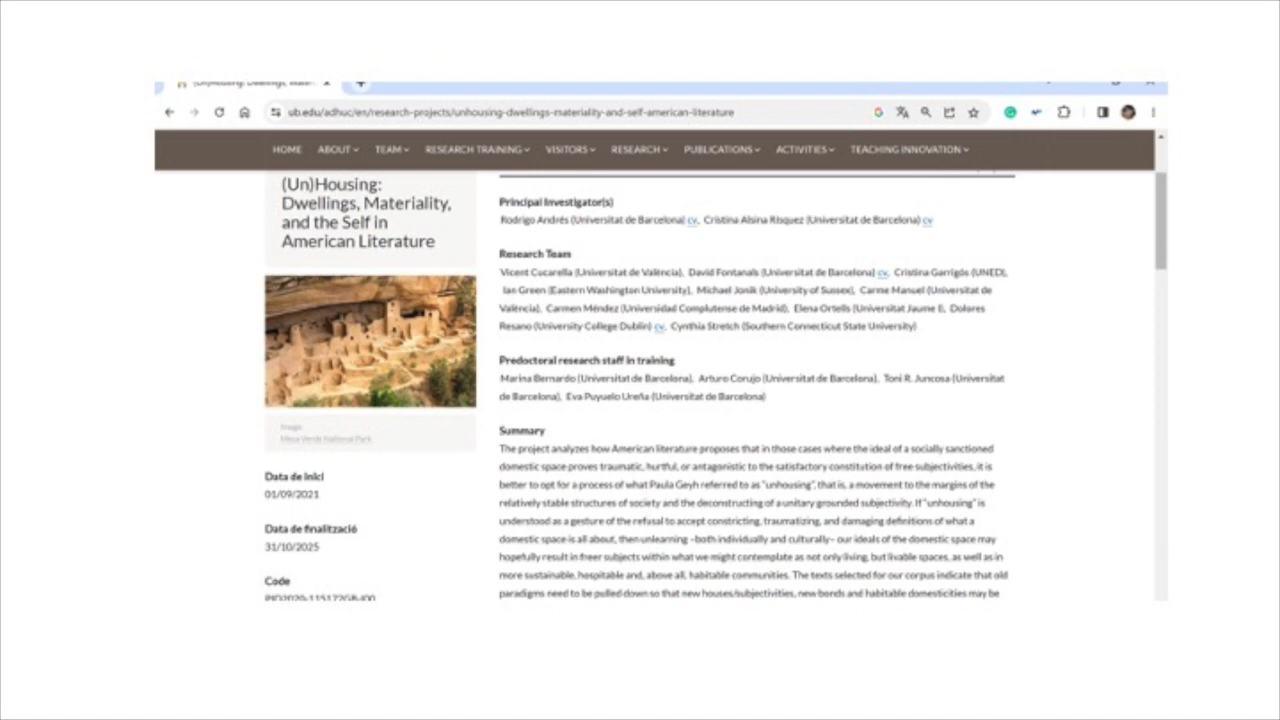 ub.edu/adhuc/en/research-projects/unhousing-dwellings-materiality-and-self-american-literature
HOME ABOUT TEAM RESEARCH TRAINING VISITORS RESEARCH PUBLICATIONS ACTIVITIES TEACHING INNOVATION
(Un)Housing:
Dwellings, Materiality,
and the Self in
American Literature
Image:
Mesa Verde National Park
Data de inici
01/09/2021
Data de finalització
31/10/2025
Code
Principal Investigator(s)
Rodrigo Andrés (Universitat de Barcelona) cv, Cristina Alsina Rísquez (Universitat de Barcelona) cv
Research Team
Vicent Cucarella (Universitat de València), David Fontanals (Universitat de Barcelona) cv, Cristina Garrigós (UNED),
Ian Green (Eastern Washington University), Michael Jonik (University of Sussex), Carme Manuel (Universitat de
València), Carmen Méndez (Universidad Complutense de Madrid), Elena Ortells (Universitat Jaume I), Dolores
Resano (University College Dublin) cv, Cynthia Stretch (Southern Connecticut State University)
Predoctoral research staff in training
Marina Bernardo (Universitat de Barcelona), Arturo Corujo (Universitat de Barcelona), Toni R. Juncosa (Universitat
de Barcelona), Eva Puyuelo Ureña (Universitat de Barcelona)
Summary
The project analyzes how American literature proposes that in those cases where the ideal of a socially sanctioned
domestic space proves traumatic, hurtful, or antagonistic to the satisfactory constitution of free subjectivities, it is
better to opt for a process of what Paula Geyh referred to as "unhousing", that is, a movement to the margins of the
relatively stable structures of society and the deconstructing of a unitary grounded subjectivity. If "unhousing" is
understood as a gesture of the refusal to accept constricting, traumatizing, and damaging definitions of what a
domestic space is all about, then unlearning –both individually and culturally– our ideals of the domestic space may
hopefully result in freer subjects within what we might contemplate as not only living, but livable spaces, as well as in
more sustainable, hospitable and, above all, habitable communities. The texts selected for our corpus indicate that old
paradigms need to be pulled down so that new houses/subjectivities, new bonds and habitable domesticities may be